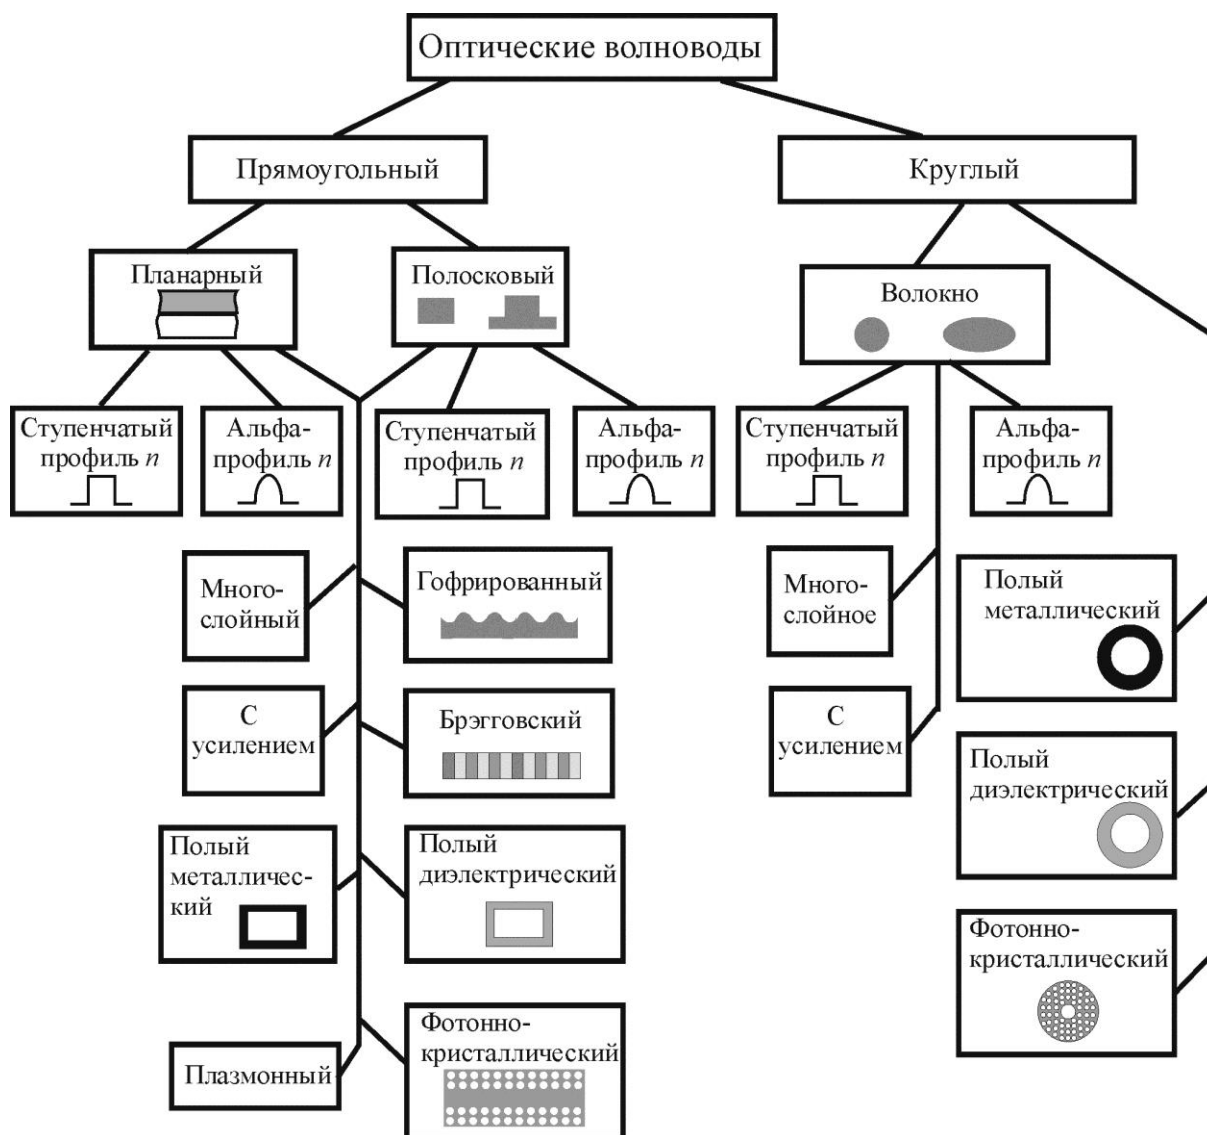 Оптические волноводы
Прямоугольный
Круглый
Планарный
Полосковый
Волокно
Ступенчатый
профиль n
Альфа-
профиль n
Ступенчатый
профиль n
Альфа-
профиль n
Ступенчатый
профиль n
Альфа-
профиль n
Много-
слойный
Гофрированный
Много-
слойное
Полый
металлический
С
усилением
Брэгговский
С
усилением
Полый
диэлектрический
Полый
металличес-
кий
Полый
диэлектрический
Фотонно-
кристаллический
Плазмонный
Фотонно-
кристаллический